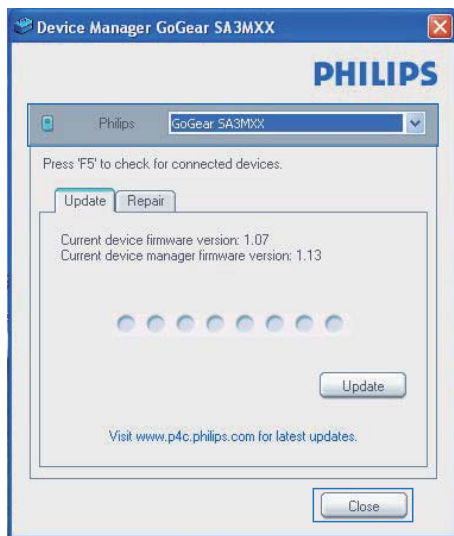 Device Manager GoGear SA3MXX
PHILIPS
Philips GoGear SA3MXX
Press 'F5' to check for connected devices.
Update Repair
Current device firmware version: 1.07
Current device manager firmware version: 1.13
Update
Visit www.p4c.philips.com for latest updates.
Close